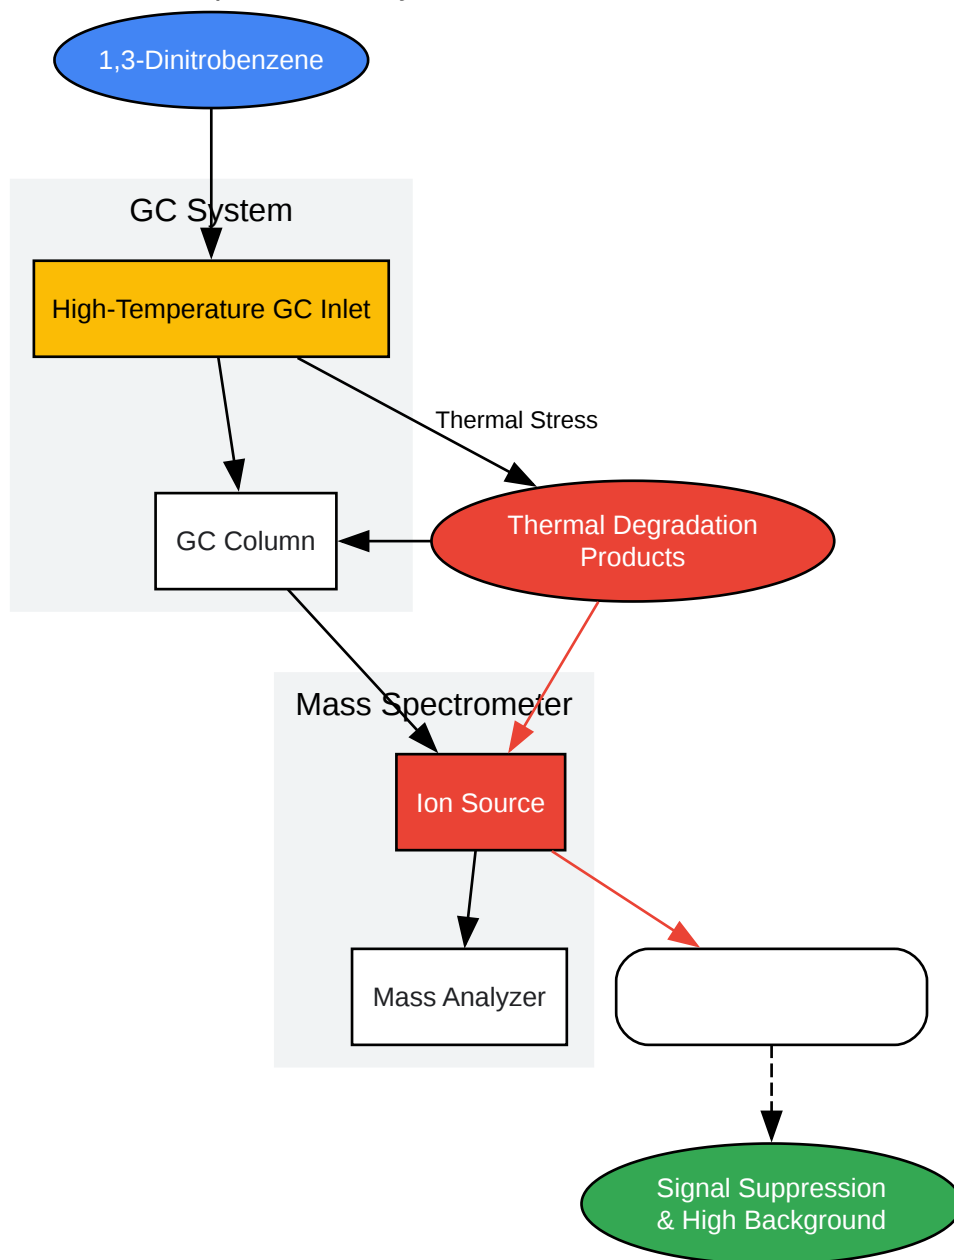 1,3-Dinitrobenzene
GC System
High-Temperature GC Inlet
Thermal Stress
GC Column
Thermal Degradation
Products
Mass Spectrometer
Ion Source
Mass Analyzer
Signal Suppression
& High Background